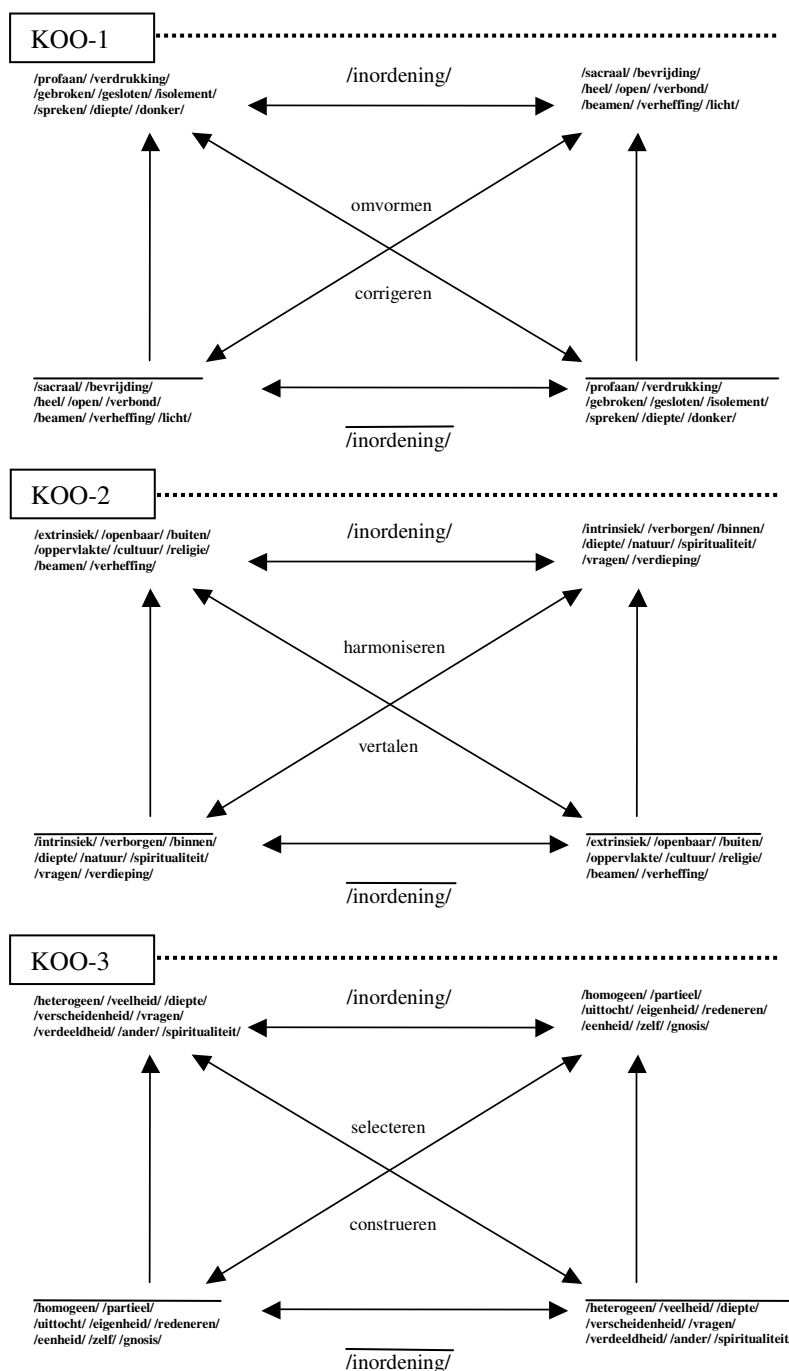 KOO-1
/profaan/ /verdrukking/
/gebroken/ /gesloten/ /isolement/
/spreken/ /diepte/ /donker/
/inordening/
/sacraal/ /bevrijding/
/heel/ /open/ /verbond/
/beamen/ /verheffing/ /licht/
omvormen
corrigeren
/sacraal/ /bevrijding/
/heel/ /open/ /verbond/
/beamen/ /verheffing/ /licht/
/inordening/
/profaan/ /verdrukking/
/gebroken/ /gesloten/ /isolement/
/spreken/ /diepte/ /donker/
KOO-2
/extrinsiek/ /openbaar/ /buiten/
/oppervlakte/ /cultuur/ /religie/
/beamen/ /verheffing/
/inordening/
/intrinsiek/ /verborgen/ /binnen/
/diepte/ /natuur/ /spiritualiteit/
/vragen/ /verdieping/
harmoniseren
vertalen
/intrinsiek/ /verborgen/ /binnen/
/diepte/ /natuur/ /spiritualiteit/
/vragen/ /verdieping/
/inordening/
/extrinsiek/ /openbaar/ /buiten/
/oppervlakte/ /cultuur/ /religie/
/beamen/ /verheffing/
KOO-3
/heterogeen/ /veelheid/ /diepte/
/verscheidenheid/ /vragen/
/verdeeldheid/ /ander/ /spiritualiteit/
/inordening/
/homogeen/ /partieel/
/uittocht/ /eigenheid/ /redeneren/
/eenheid/ /zelf/ /gnosis/
selecteren
construeren
/homogeen/ /partieel/
/uittocht/ /eigenheid/ /redeneren/
/eenheid/ /zelf/ /gnosis/
/inordening/
/heterogeen/ /veelheid/ /diepte/
/verscheidenheid/ /vragen/
/verdeeldheid/ /ander/ /spiritualiteit